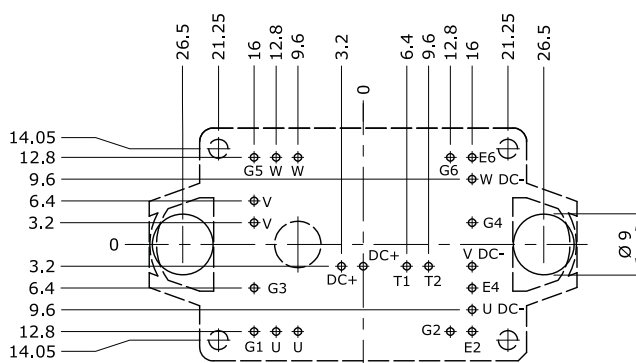 26.5
21.25
16
12.8
9.6
3.2
0
6.4
9.6
12.8
16
21.25
26.5
14.05
12.8
9.6
6.4
3.2
0
3.2
6.4
9.6
12.8
14.05
G5 W W
G6
E6
W DC-
V
V
G4
DC+
V DC-
DC+
T1 T2
G3
E4
U DC-
G1 U U
G2
E2
Ø 9